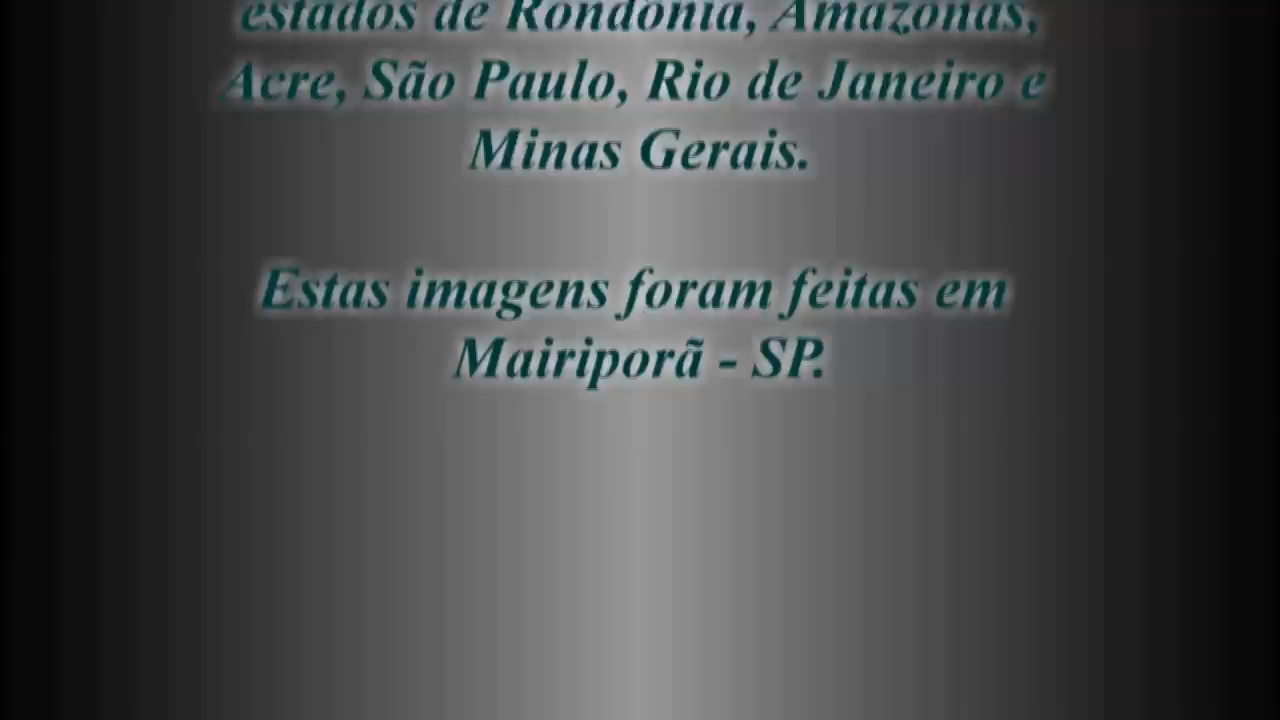 estados de Rondônia, Amazonas,
Acre, São Paulo, Rio de Janeiro e
Minas Gerais.
Estas imagens foram feitas em
Mairiporã - SP.